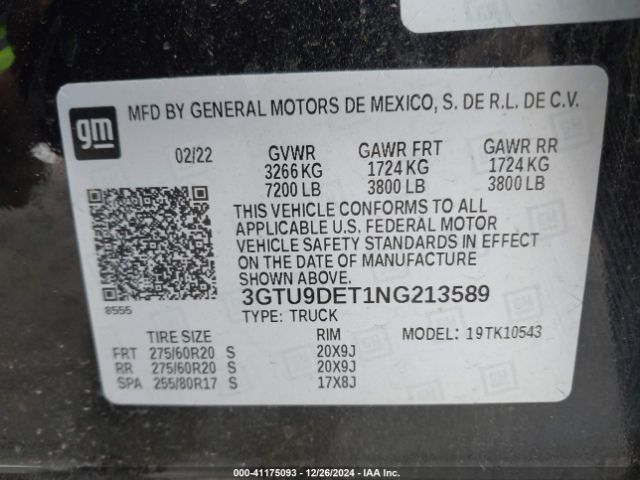 gm
MFD BY GENERAL MOTORS DE MEXICO, S. DE R.L. DE C.V.
02/22 GVWR GAWR FRT GAWR RR
3266 KG 1724 KG 1724 KG
7200 LB 3800 LB 3800 LB
THIS VEHICLE CONFORMS TO ALL
APPLICABLE U.S. FEDERAL MOTOR
VEHICLE SAFETY STANDARDS IN EFFECT
ON THE DATE OF MANUFACTURE
SHOWN ABOVE.
8555
3GTU9DET1NG213589
TYPE: TRUCK
TIRE SIZE RIM MODEL: 19TK10543
FRT 275/60R20 S 20X9J
RR 275/60R20 S 20X9J
SPA 255/80R17 S 17X8J
000-41175093 - 12/26/2024 - IAA Inc.